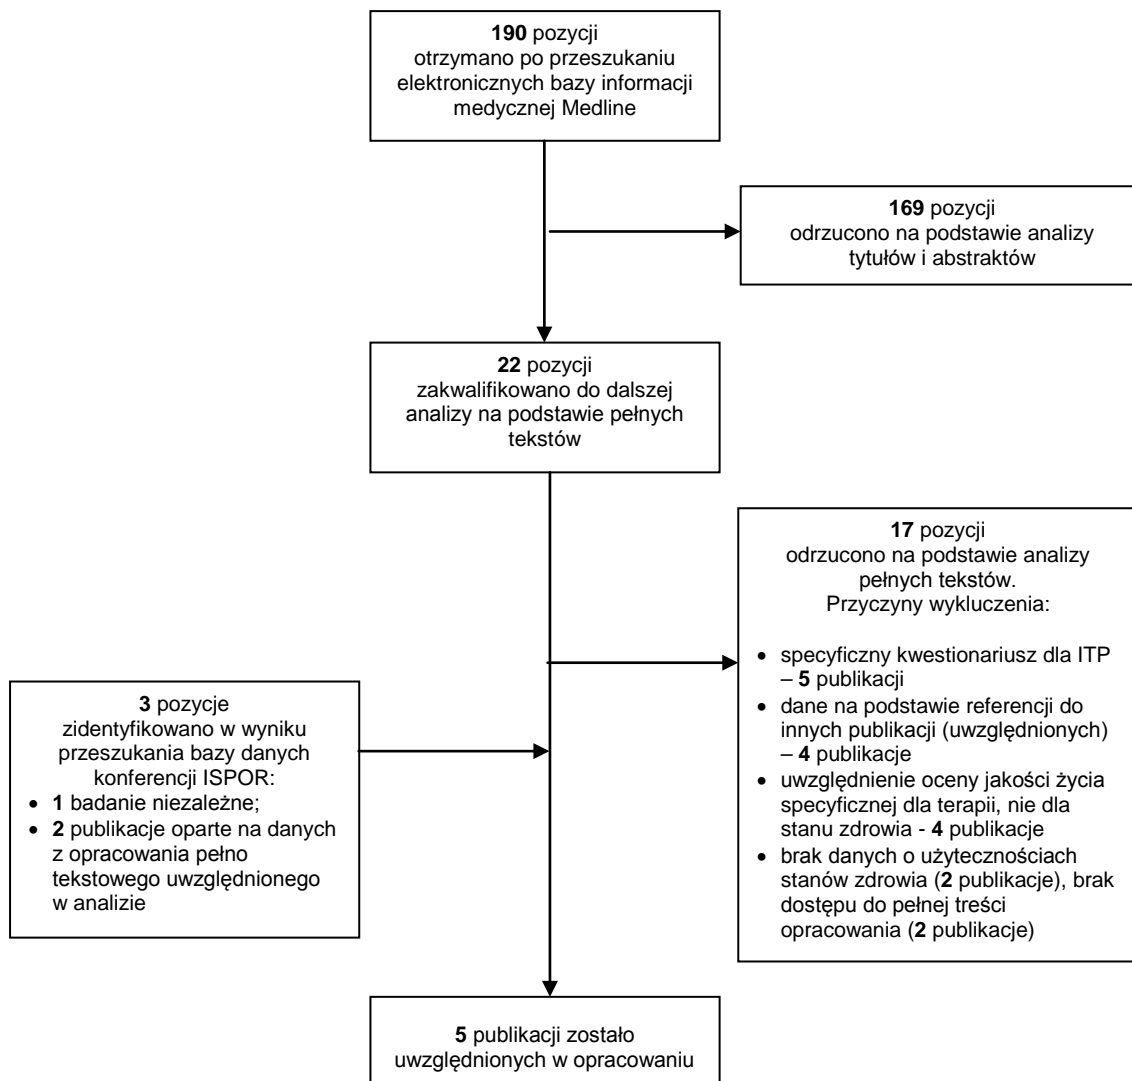 190 pozycji
otrzymano po przeszukaniu
elektronicznych bazy informacji
medycznej Medline
169 pozycji
odrzucono na podstawie analizy
tytułów i abstraktów
22 pozycji
zakwalifikowano do dalszej
analizy na podstawie pełnych
tekstów
17 pozycji
odrzucono na podstawie analizy
pełnych tekstów.
Przyczyny wykluczenia:
• specyficzny kwestionariusz dla ITP
– 5 publikacji
• dane na podstawie referencji do
innych publikacji (uwzględnionych)
– 4 publikacje
• uwzględnienie oceny jakości życia
specyficznej dla terapii, nie dla
stanu zdrowia - 4 publikacje
• brak danych o użytecznościach
stanów zdrowia (2 publikacje), brak
dostępu do pełnej treści
opracowania (2 publikacje)
3 pozycje
zidentyfikowano w wyniku
przeszukania bazy danych
konferencji ISPOR:
• 1 badanie niezależne;
• 2 publikacje oparte na danych
z opracowania pełno
tekstowego uwzględnionego
w analizie
5 publikacji zostało
uwzględnionych w opracowaniu